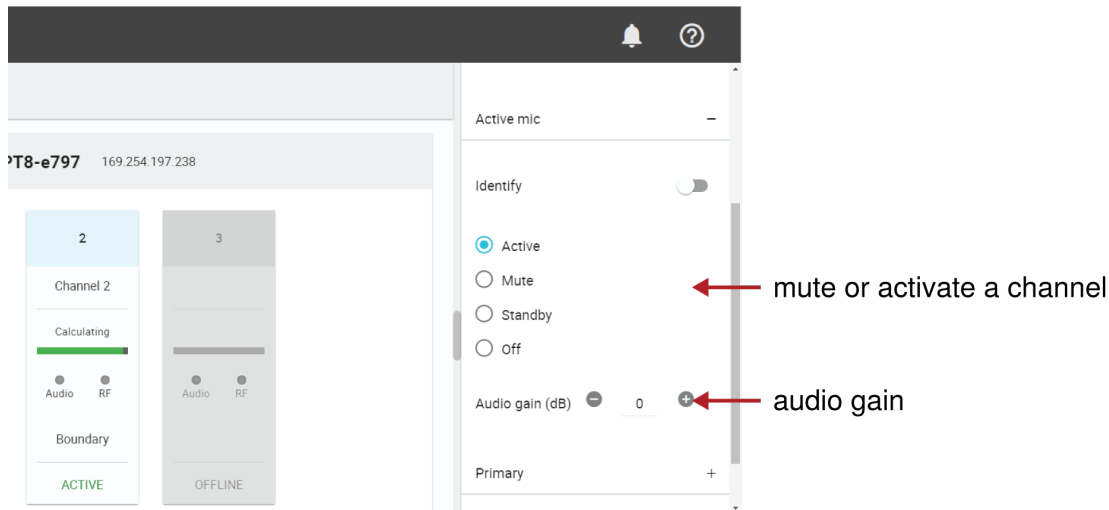 Active mic
PT8-e797 169.254.197.238
Identify
2
3
Active
Channel 2
Mute
Standby
Calculating
Off
Audio RF
Audio RF
Audio gain (dB) 0
Boundary
Primary
ACTIVE
OFFLINE
mute or activate a channel
audio gain